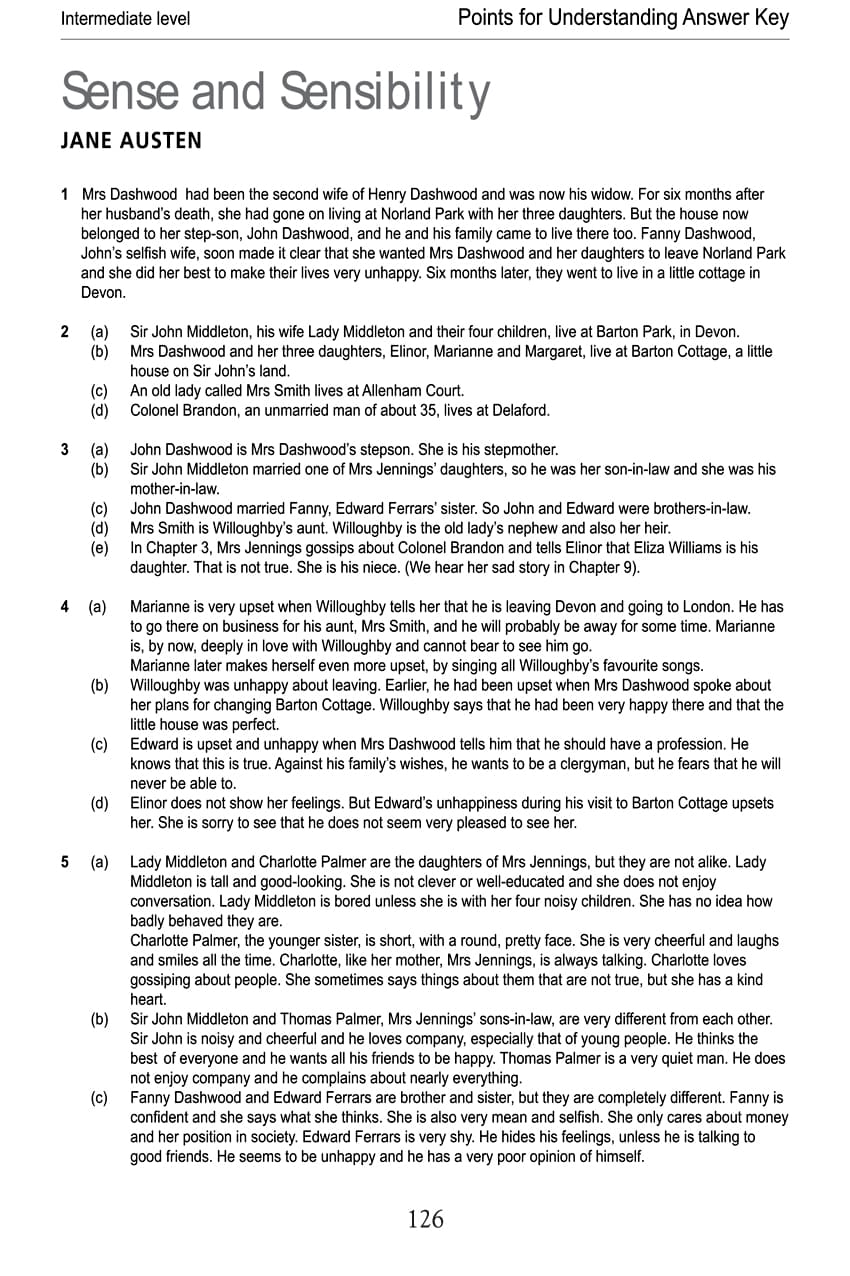 Intermediate level
Points for Understanding Answer Key
Sense and Sensibility
JANE AUSTEN
1 Mrs Dashwood had been the second wife of Henry Dashwood and was now his widow. For six months after
her husband's death, she had gone on living at Norland Park with her three daughters. But the house now
belonged to her step-son, John Dashwood, and he and his family came to live there too. Fanny Dashwood,
John's selfish wife, soon made it clear that she wanted Mrs Dashwood and her daughters to leave Norland Park
and she did her best to make their lives very unhappy. Six months later, they went to live in a little cottage in
Devon.
2 (a) Sir John Middleton, his wife Lady Middleton and their four children, live at Barton Park, in Devon.
(b) Mrs Dashwood and her three daughters, Elinor, Marianne and Margaret, live at Barton Cottage, a little
house on Sir John's land.
(c) An old lady called Mrs Smith lives at Allenham Court.
(d) Colonel Brandon, an unmarried man of about 35, lives at Delaford.
3 (a) John Dashwood is Mrs Dashwood's stepson. She is his stepmother.
(b) Sir John Middleton married one of Mrs Jennings' daughters, so he was her son-in-law and she was his
mother-in-law.
(c) John Dashwood married Fanny, Edward Ferrars' sister. So John and Edward were brothers-in-law.
(d) Mrs Smith is Willoughby's aunt. Willoughby is the old lady's nephew and also her heir.
(e) In Chapter 3, Mrs Jennings gossips about Colonel Brandon and tells Elinor that Eliza Williams is his
daughter. That is not true. She is his niece. (We hear her sad story in Chapter 9).
4 (a) Marianne is very upset when Willoughby tells her that he is leaving Devon and going to London. He has
to go there on business for his aunt, Mrs Smith, and he will probably be away for some time. Marianne
is, by now, deeply in love with Willoughby and cannot bear to see him go.
Marianne later makes herself even more upset, by singing all Willoughby's favourite songs.
(b) Willoughby was unhappy about leaving. Earlier, he had been upset when Mrs Dashwood spoke about
her plans for changing Barton Cottage. Willoughby says that he had been very happy there and that the
little house was perfect.
(c) Edward is upset and unhappy when Mrs Dashwood tells him that he should have a profession. He
knows that this is true. Against his family's wishes, he wants to be a clergyman, but he fears that he will
never be able to.
(d) Elinor does not show her feelings. But Edward's unhappiness during his visit to Barton Cottage upsets
her. She is sorry to see that he does not seem very pleased to see her.
5 (a) Lady Middleton and Charlotte Palmer are the daughters of Mrs Jennings, but they are not alike. Lady
Middleton is tall and good-looking. She is not clever or well-educated and she does not enjoy
conversation. Lady Middleton is bored unless she is with her four noisy children. She has no idea how
badly behaved they are.
Charlotte Palmer, the younger sister, is short, with a round, pretty face. She is very cheerful and laughs
and smiles all the time. Charlotte, like her mother, Mrs Jennings, is always talking. Charlotte loves
gossiping about people. She sometimes says things about them that are not true, but she has a kind
heart.
(b) Sir John Middleton and Thomas Palmer, Mrs Jennings' sons-in-law, are very different from each other.
Sir John is noisy and cheerful and he loves company, especially that of young people. He thinks the
best of everyone and he wants all his friends to be happy. Thomas Palmer is a very quiet man. He does
not enjoy company and he complains about nearly everything.
(c) Fanny Dashwood and Edward Ferrars are brother and sister, but they are completely different. Fanny is
confident and she says what she thinks. She is also very mean and selfish. She only cares about money
and her position in society. Edward Ferrars is very shy. He hides his feelings, unless he is talking to
good friends. He seems to be unhappy and he has a very poor opinion of himself.
126